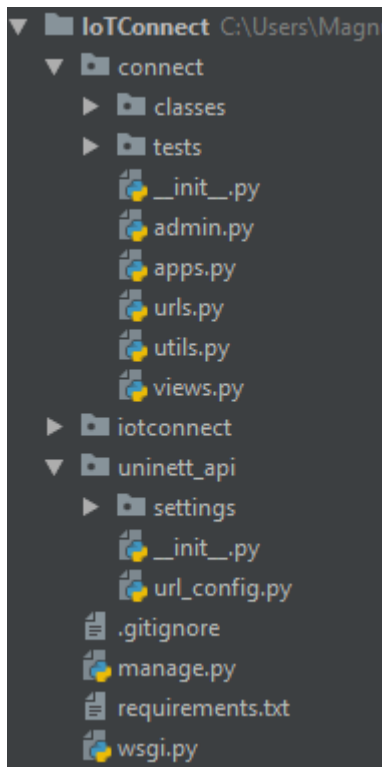 IoTConnect C:\Users\Magn
connect
classes
tests
__init__.py
admin.py
apps.py
urls.py
utils.py
views.py
iotconnect
uninett_api
settings
__init__.py
url_config.py
.gitignore
manage.py
requirements.txt
wsgi.py